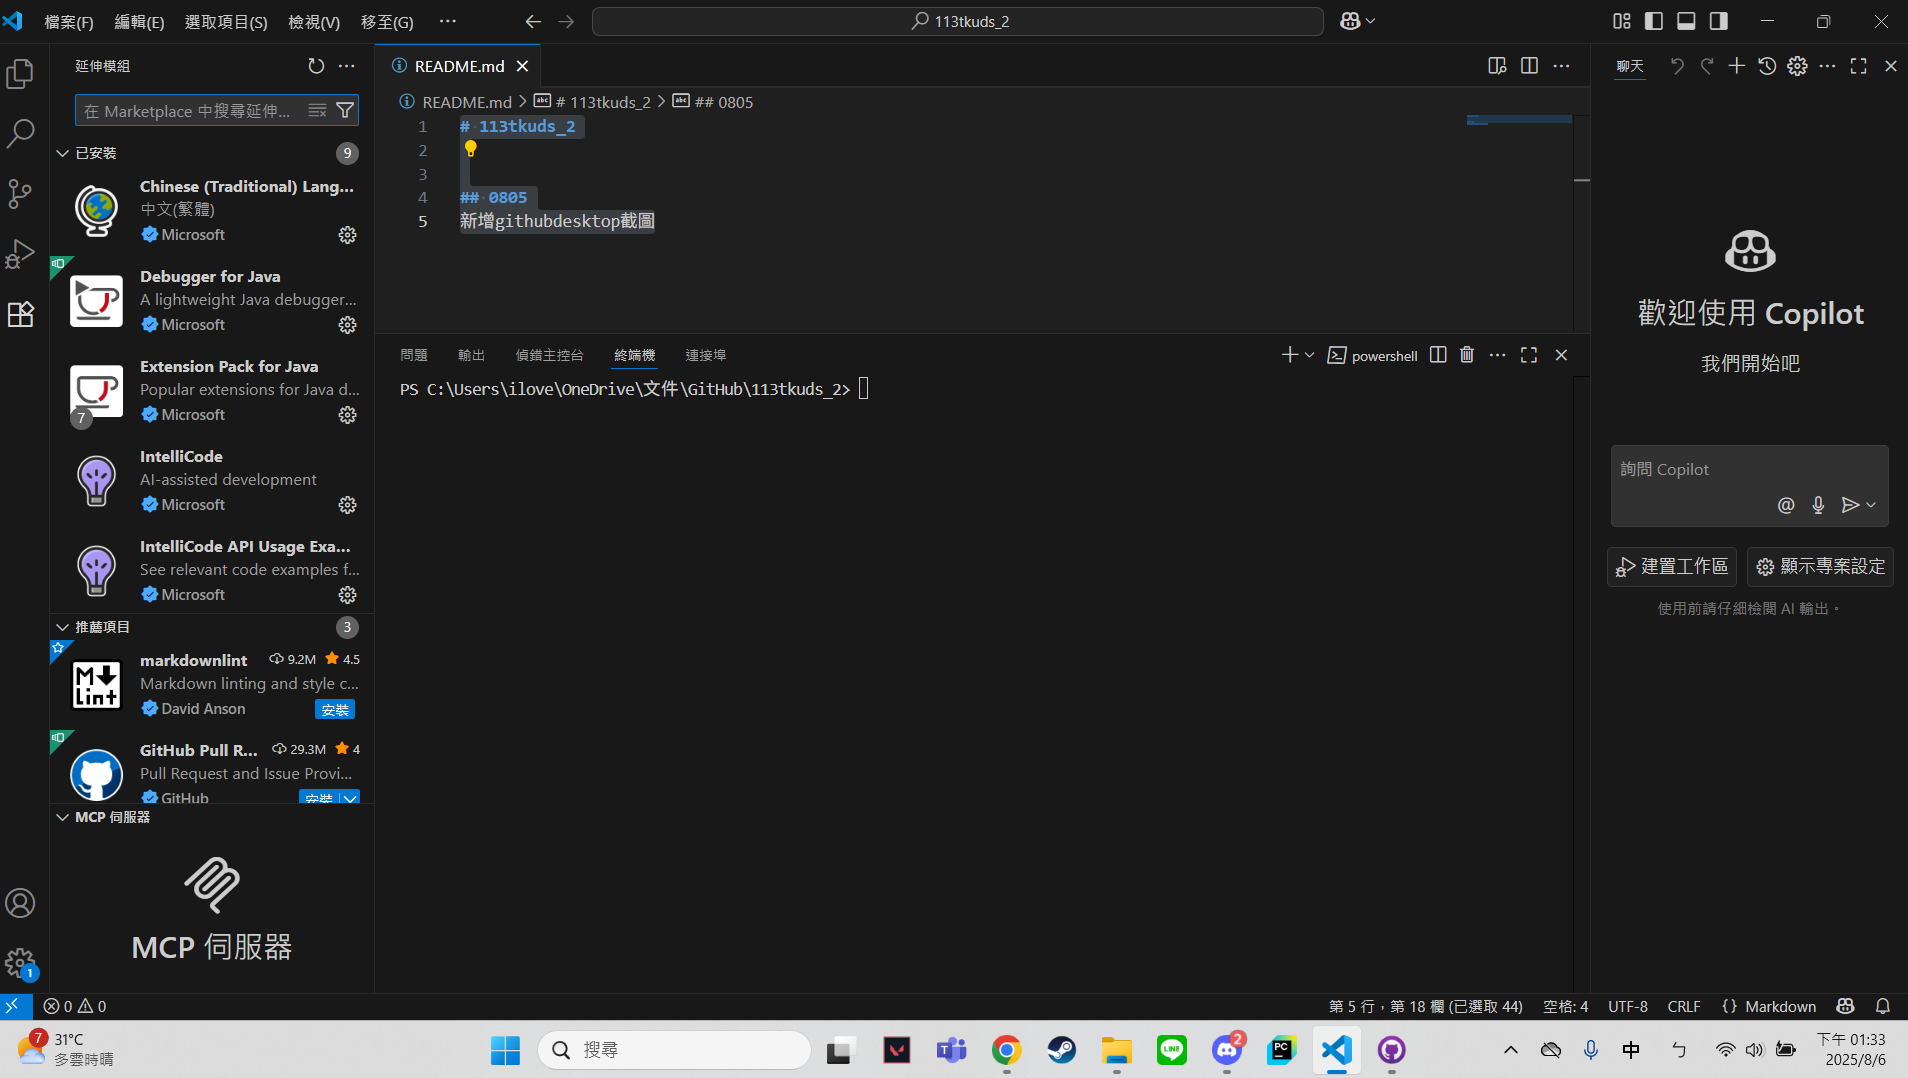 檔案(F) 編輯(E) 選取項目(S) 檢視(V) 移至(G) ··· 113tkuds_2
延伸模組
在 Marketplace 中搜尋延伸...
已安裝 9
Chinese (Traditional) Lang...
中文(繁體)
Microsoft
Debugger for Java
A lightweight Java debugger...
Microsoft
Extension Pack for Java
Popular extensions for Java d...
7
Microsoft
IntelliCode
AI-assisted development
Microsoft
IntelliCode API Usage Exa...
See relevant code examples f...
Microsoft
推薦項目 3
markdownlint 9.2M 4.5
Markdown linting and style c...
M Lint
David Anson 安裝
GitHub Pull R... 29.3M 4
Pull Request and Issue Provi...
GitHub 安裝
MCP 伺服器
MCP 伺服器
1
README.md
README.md > # 113tkuds_2 > ## 0805
1 # 113tkuds_2
2
3
4 ## 0805
5 新增githubdesktop截圖
問題 輸出 偵錯主控台 終端機 連接埠 powershell
PS C:\Users\ilove\OneDrive\文件\GitHub\113tkuds_2>
聊天
歡迎使用 Copilot
我們開始吧
詢問 Copilot
@
建置工作區 顯示專案設定
使用前請仔細檢閱 AI 輸出。
0 0 第 5 行，第 18 欄 (已選取 44) 空格: 4 UTF-8 CRLF {} Markdown
7 31°C
多雲時晴
搜尋
LINE
2
PC
中
ㄅ
下午 01:33
2025/8/6